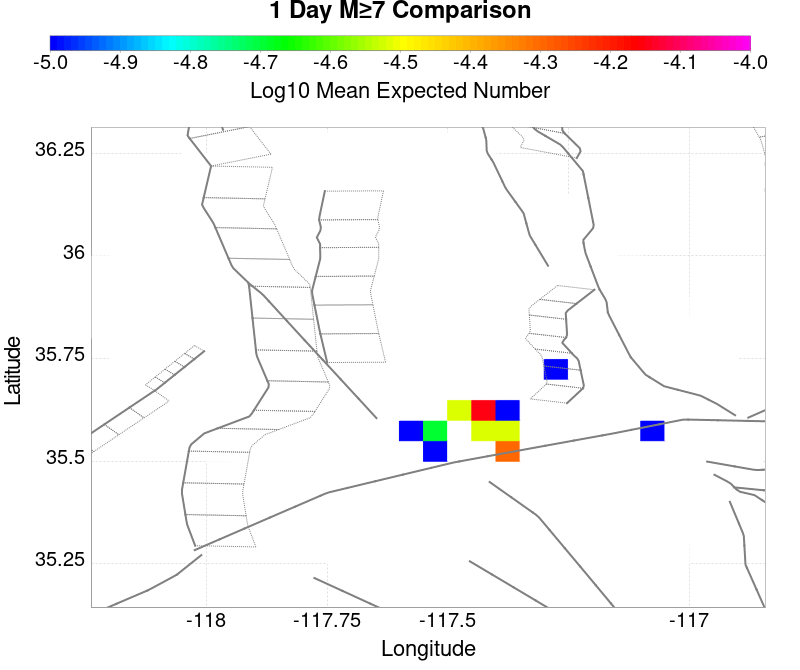 1 Day M≥7 Comparison
-5.0 -4.9 -4.8 -4.7 -4.6 -4.5 -4.4 -4.3 -4.2 -4.1 -4.0
Log10 Mean Expected Number
36.25
36
35.75
35.5
35.25
Latitude
-118 -117.75 -117.5 -117
Longitude